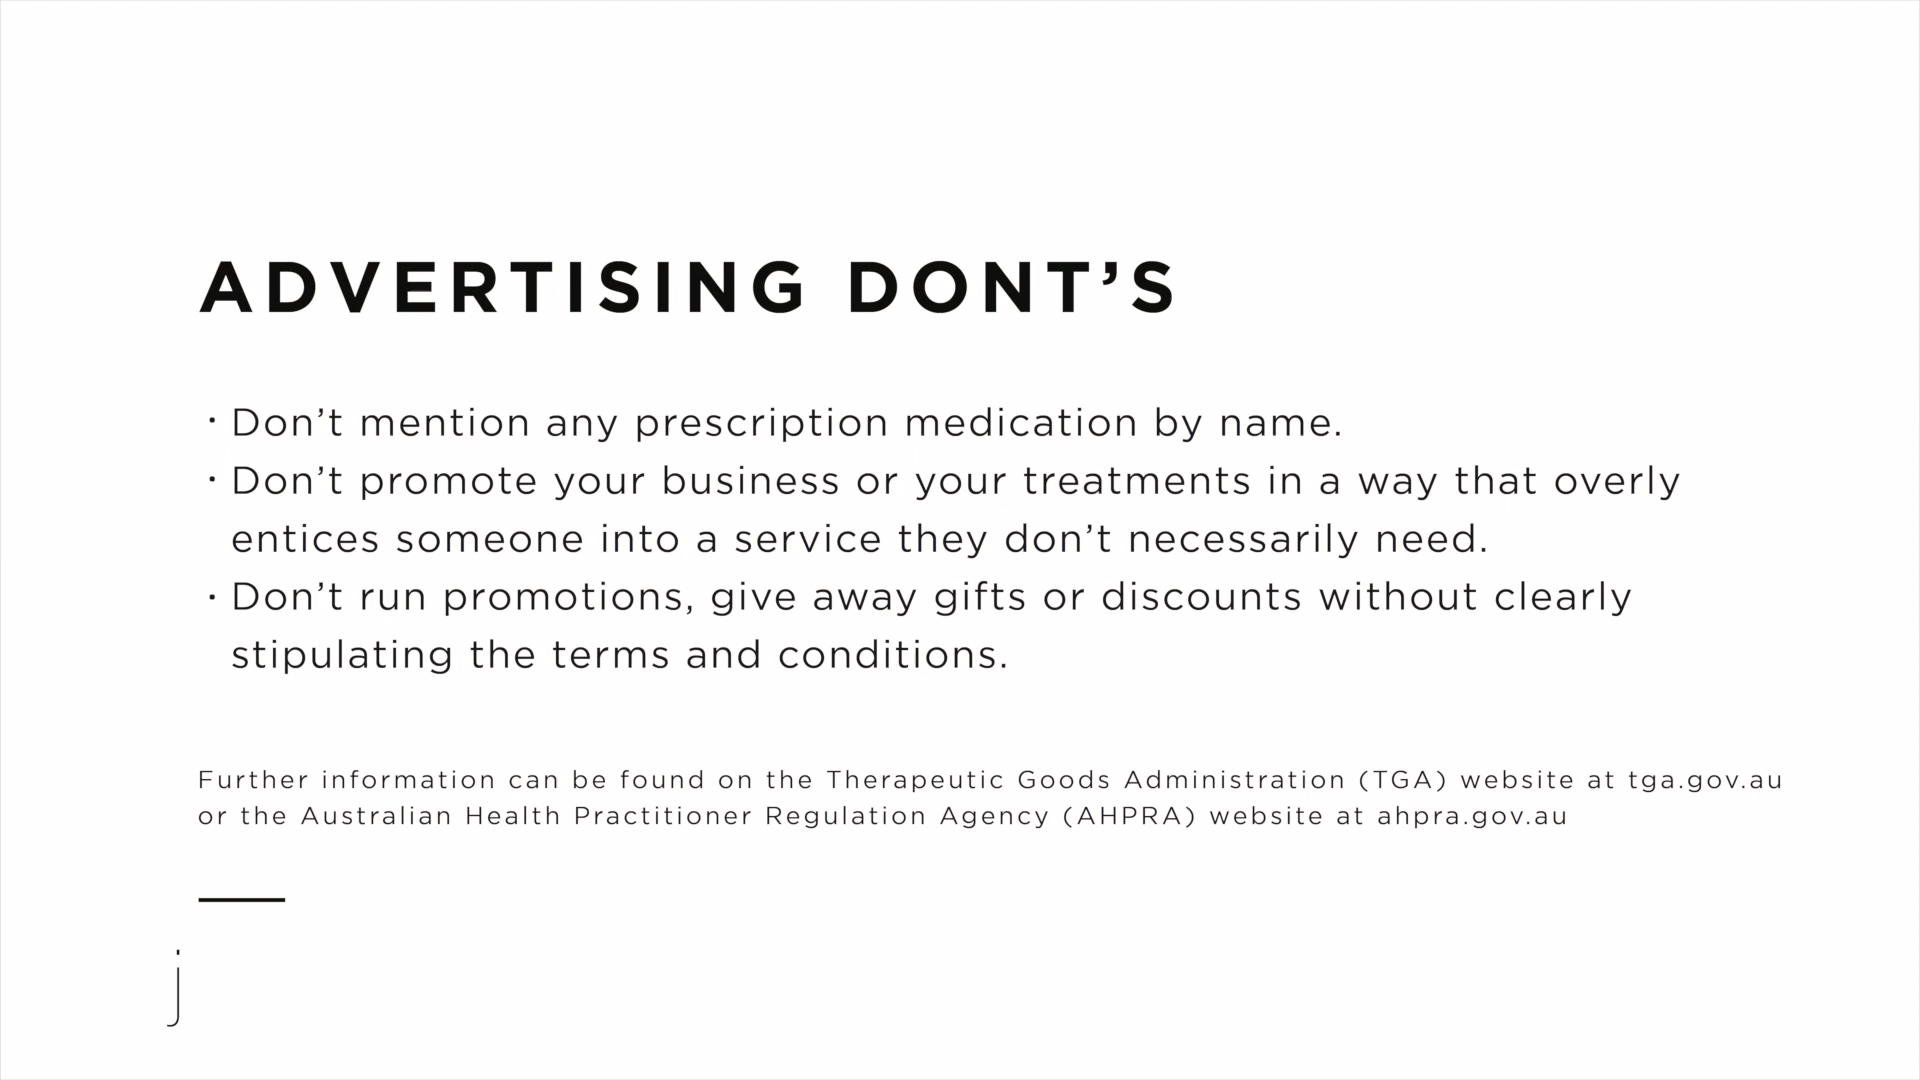 ADVERTISING DONT’S
· Don’t mention any prescription medication by name.
· Don’t promote your business or your treatments in a way that overly
entices someone into a service they don’t necessarily need.
· Don’t run promotions, give away gifts or discounts without clearly
stipulating the terms and conditions.
Further information can be found on the Therapeutic Goods Administration (TGA) website at tga.gov.au
or the Australian Health Practitioner Regulation Agency (AHPRA) website at ahpra.gov.au
j